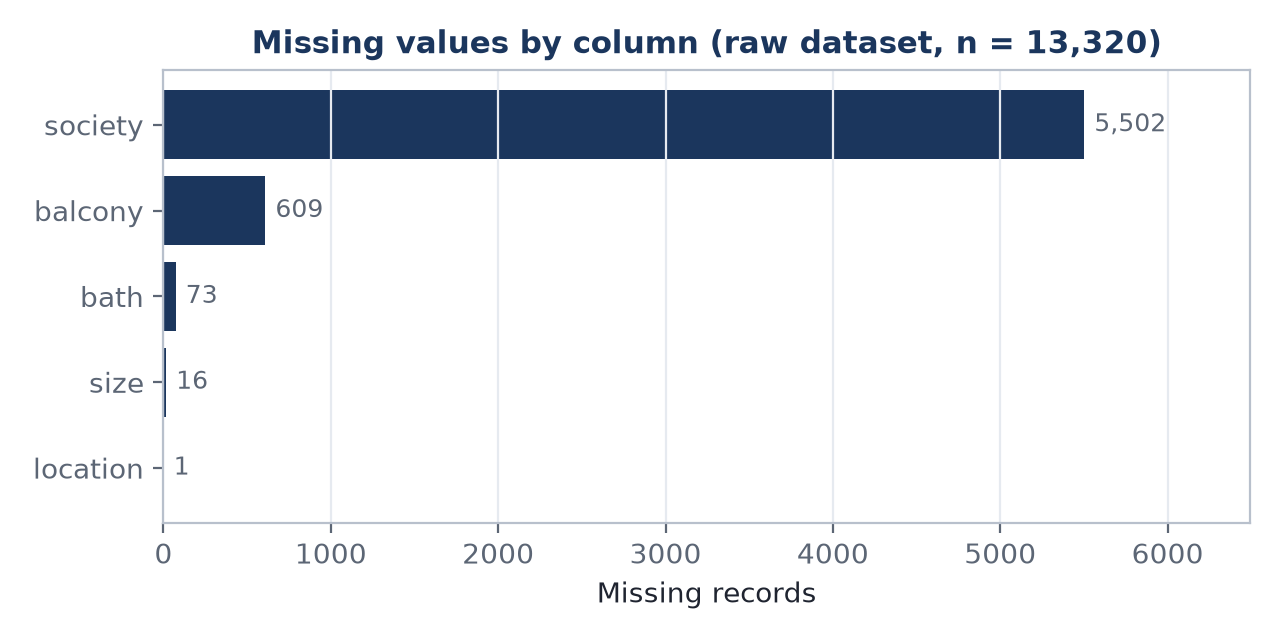 Missing values by column (raw dataset, n = 13,320)
society 5,502
balcony 609
bath 73
size 16
location 1
0 1000 2000 3000 4000 5000 6000
Missing records